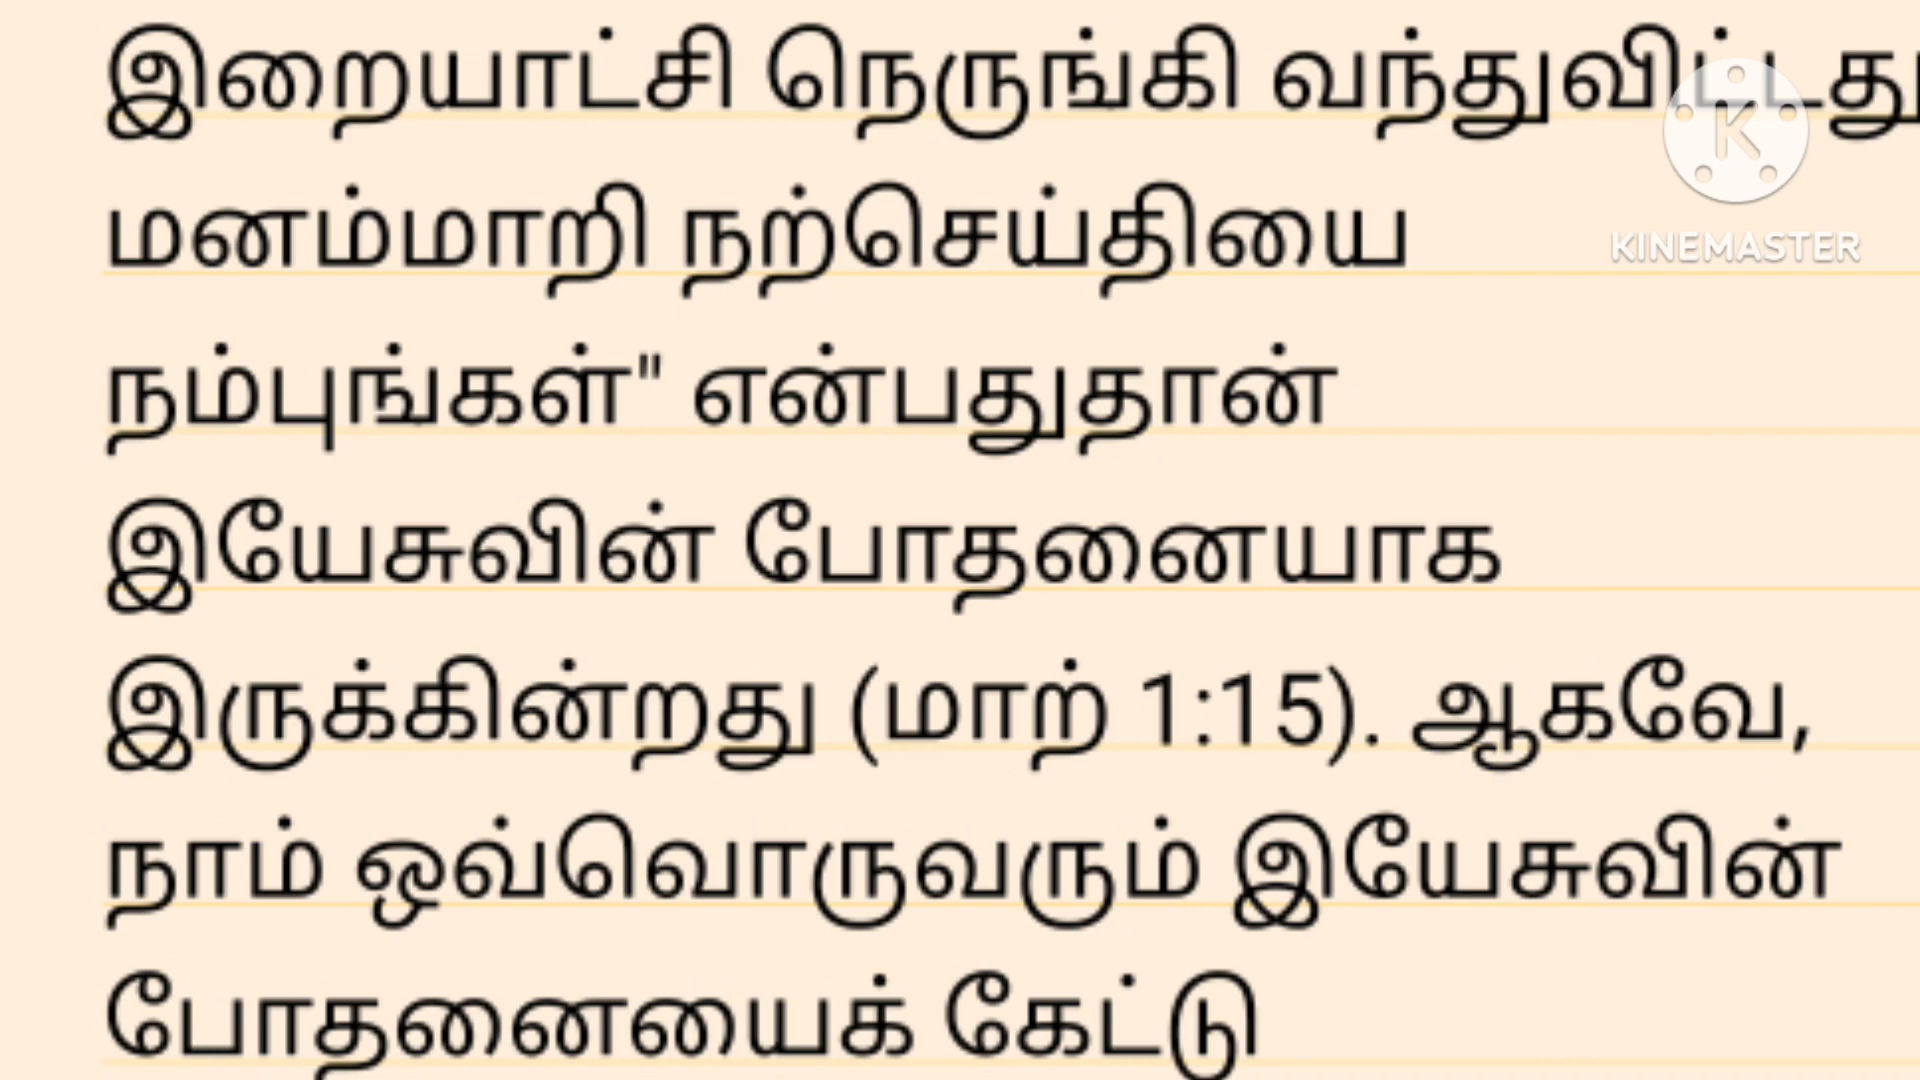 இறையாட்சி நெருங்கி வந்துவிட்டது
மனம்மாறி நற்செய்தியை
நம்புங்கள்" என்பதுதான்
இயேசுவின் போதனையாக
இருக்கின்றது (மாற் 1:15). ஆகவே,
நாம் ஒவ்வொருவரும் இயேசுவின்
போதனையைக் கேட்டு
K
KINEMASTER